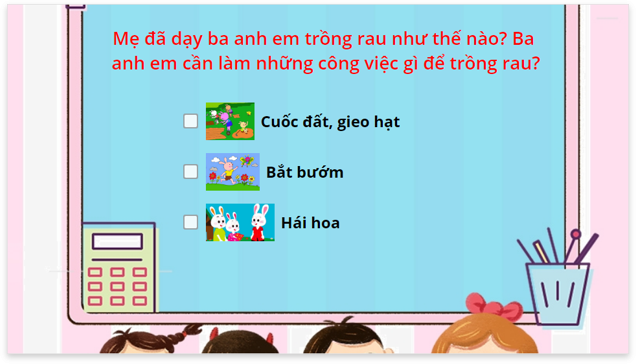 Mẹ đã dạy ba anh em trồng rau như thế nào? Ba
anh em cần làm những công việc gì để trồng rau?
Cuốc đất, gieo hạt
Bắt bướm
Hái hoa